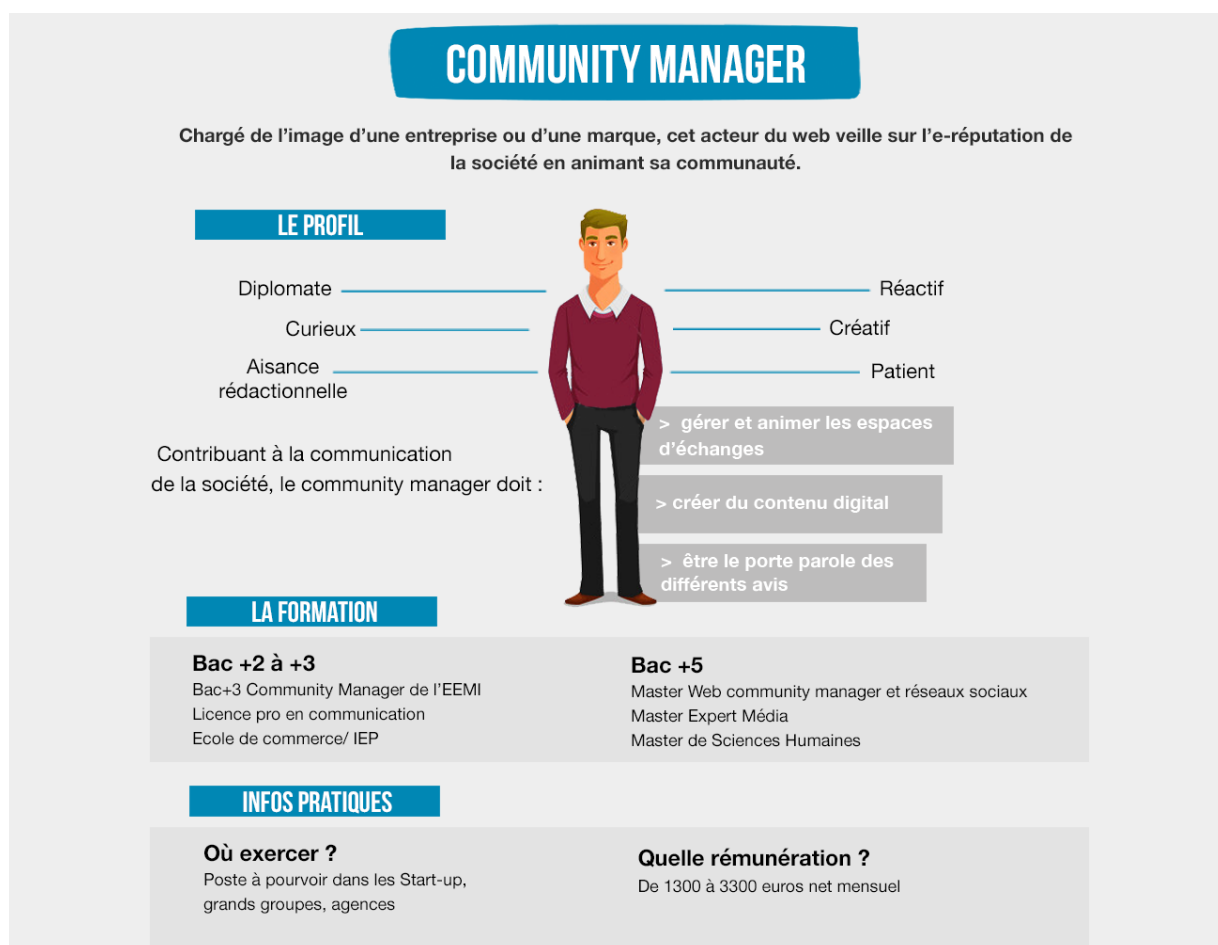 COMMUNITY MANAGER
Chargé de l'image d'une entreprise ou d'une marque, cet acteur du web veille sur l'e-réputation de
la société en animant sa communauté.
LE PROFIL
Diplomate
Réactif
Curieux
Créatif
Aisance
rédactionnelle
Patient
Contribuant à la communication
de la société, le community manager doit :
> gérer et animer les espaces
d'échanges
> créer du contenu digital
> être le porte parole des
différents avis
LA FORMATION
Bac +2 à +3
Bac+3 Community Manager de l'EEMI
Licence pro en communication
Ecole de commerce/ IEP
Bac +5
Master Web community manager et réseaux sociaux
Master Expert Média
Master de Sciences Humaines
INFOS PRATIQUES
Où exercer ?
Poste à pourvoir dans les Start-up,
grands groupes, agences
Quelle rémunération ?
De 1300 à 3300 euros net mensuel